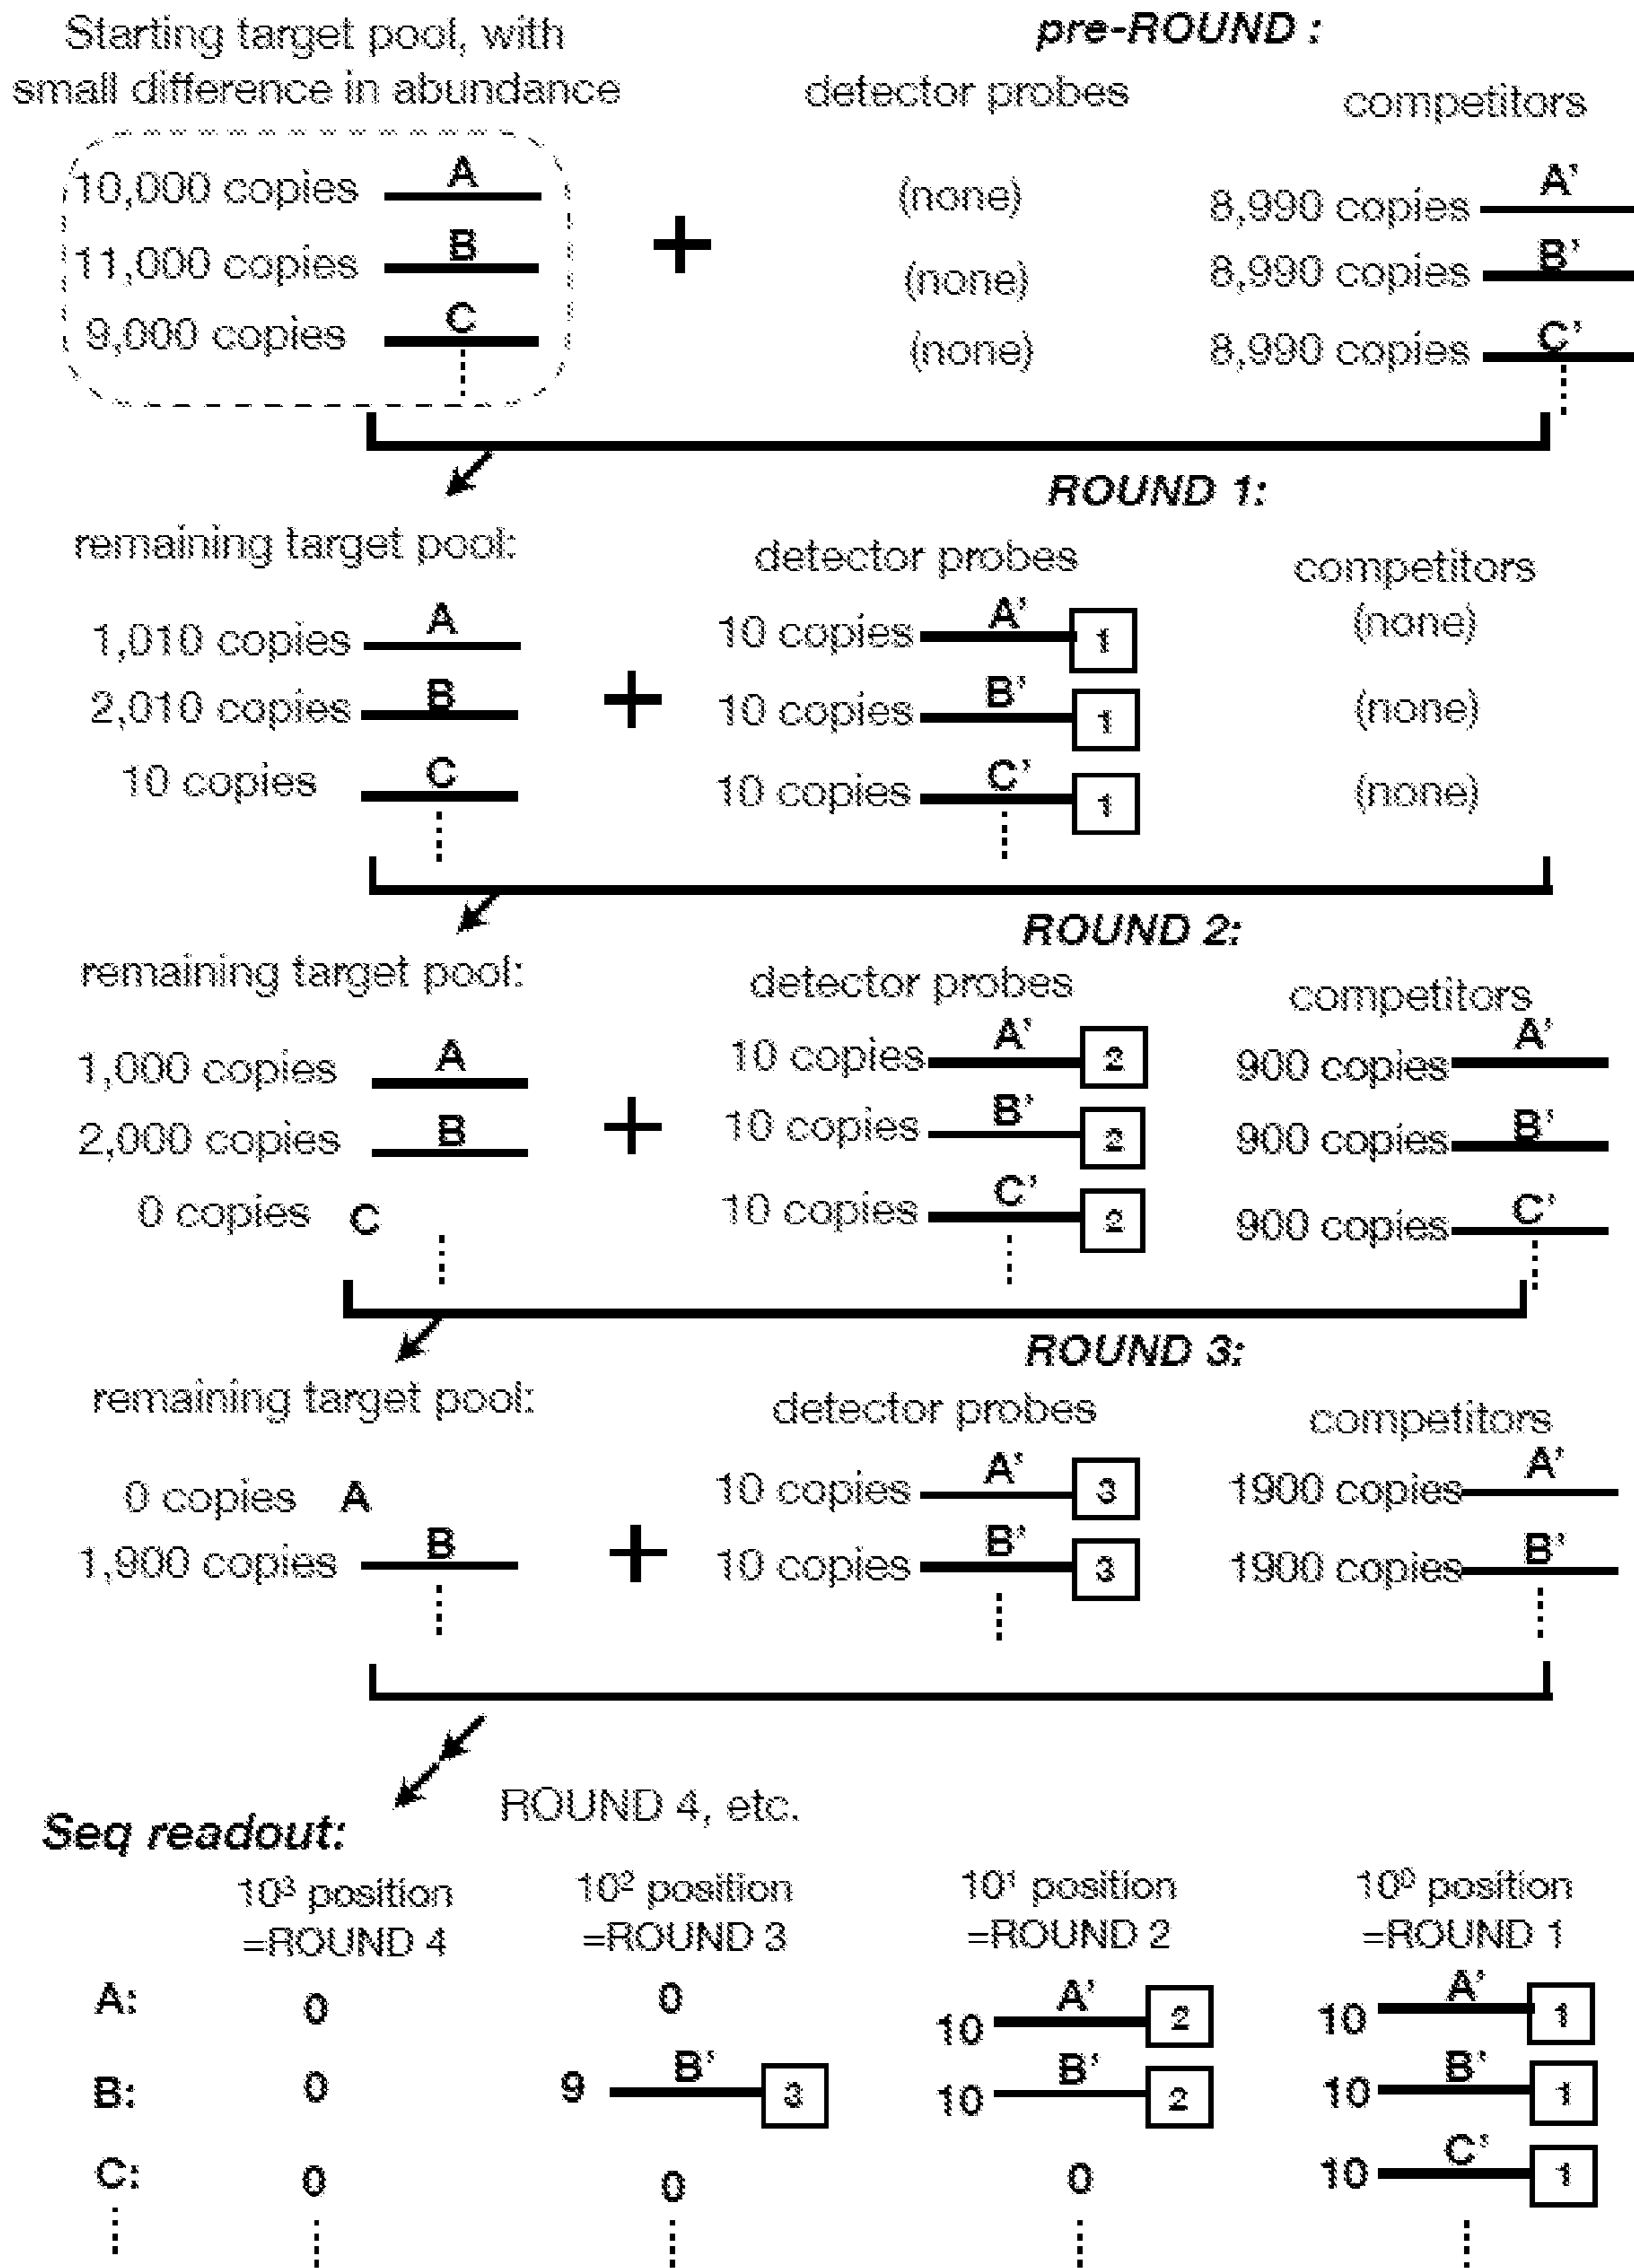 Starting target pool, with
small difference in abundance
pre-ROUND :
detector probes
competitors
10,000 copies A
(none)
8,990 copies A'
11,000 copies B
(none)
8,990 copies B'
9,000 copies C
(none)
8,990 copies C'
+
ROUND 1:
remaining target pool:
detector probes
competitors
1,010 copies A
10 copies A' 1
(none)
2,010 copies B
+
10 copies B' 1
(none)
10 copies C
10 copies C' 1
(none)
ROUND 2:
remaining target pool:
detector probes
competitors
1,000 copies A
10 copies A' 2
900 copies A'
2,000 copies B
+
10 copies B' 2
900 copies B'
0 copies C
10 copies C' 2
900 copies C'
ROUND 3:
remaining target pool:
detector probes
competitors
0 copies A
10 copies A' 3
1900 copies A'
1,900 copies B
+
10 copies B' 3
1900 copies B'
ROUND 4, etc.
Seq readout:
10³ position
=ROUND 4
10² position
=ROUND 3
10¹ position
=ROUND 2
10⁰ position
=ROUND 1
A: 0 0 10 A' 2 10 A' 1
B: 0 9 B' 3 10 B' 2 10 B' 1
C: 0 0 0 10 C' 1